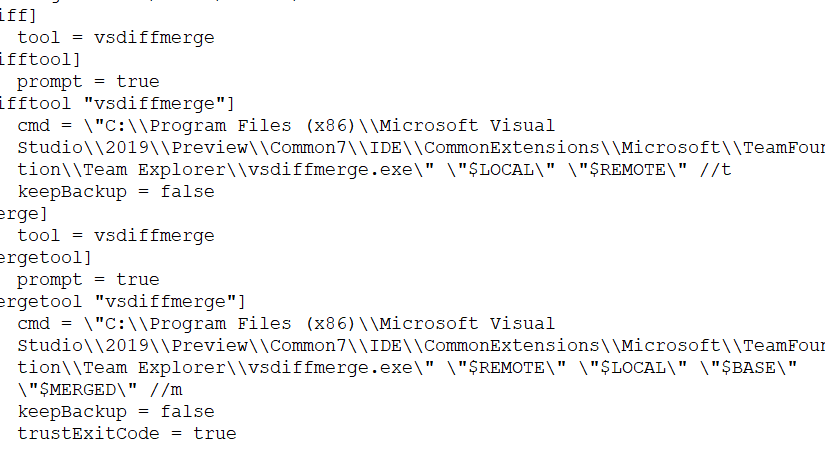 iff]
tool = vsdiffmerge
ifftool]
prompt = true
ifftool "vsdiffmerge"]
cmd = \"C:\\Program Files (x86)\\Microsoft Visual
Studio\\2019\\Preview\\Common7\\IDE\\CommonExtensions\\Microsoft\\TeamFour
tion\\Team Explorer\\vsdiffmerge.exe\" \"$LOCAL\" \"$REMOTE\" //t
keepBackup = false
erge]
tool = vsdiffmerge
ergetool]
prompt = true
ergetool "vsdiffmerge"]
cmd = \"C:\\Program Files (x86)\\Microsoft Visual
Studio\\2019\\Preview\\Common7\\IDE\\CommonExtensions\\Microsoft\\TeamFour
tion\\Team Explorer\\vsdiffmerge.exe\" \"$REMOTE\" \"$LOCAL\" \"$BASE\"
\"$MERGED\" //m
keepBackup = false
trustExitCode = true